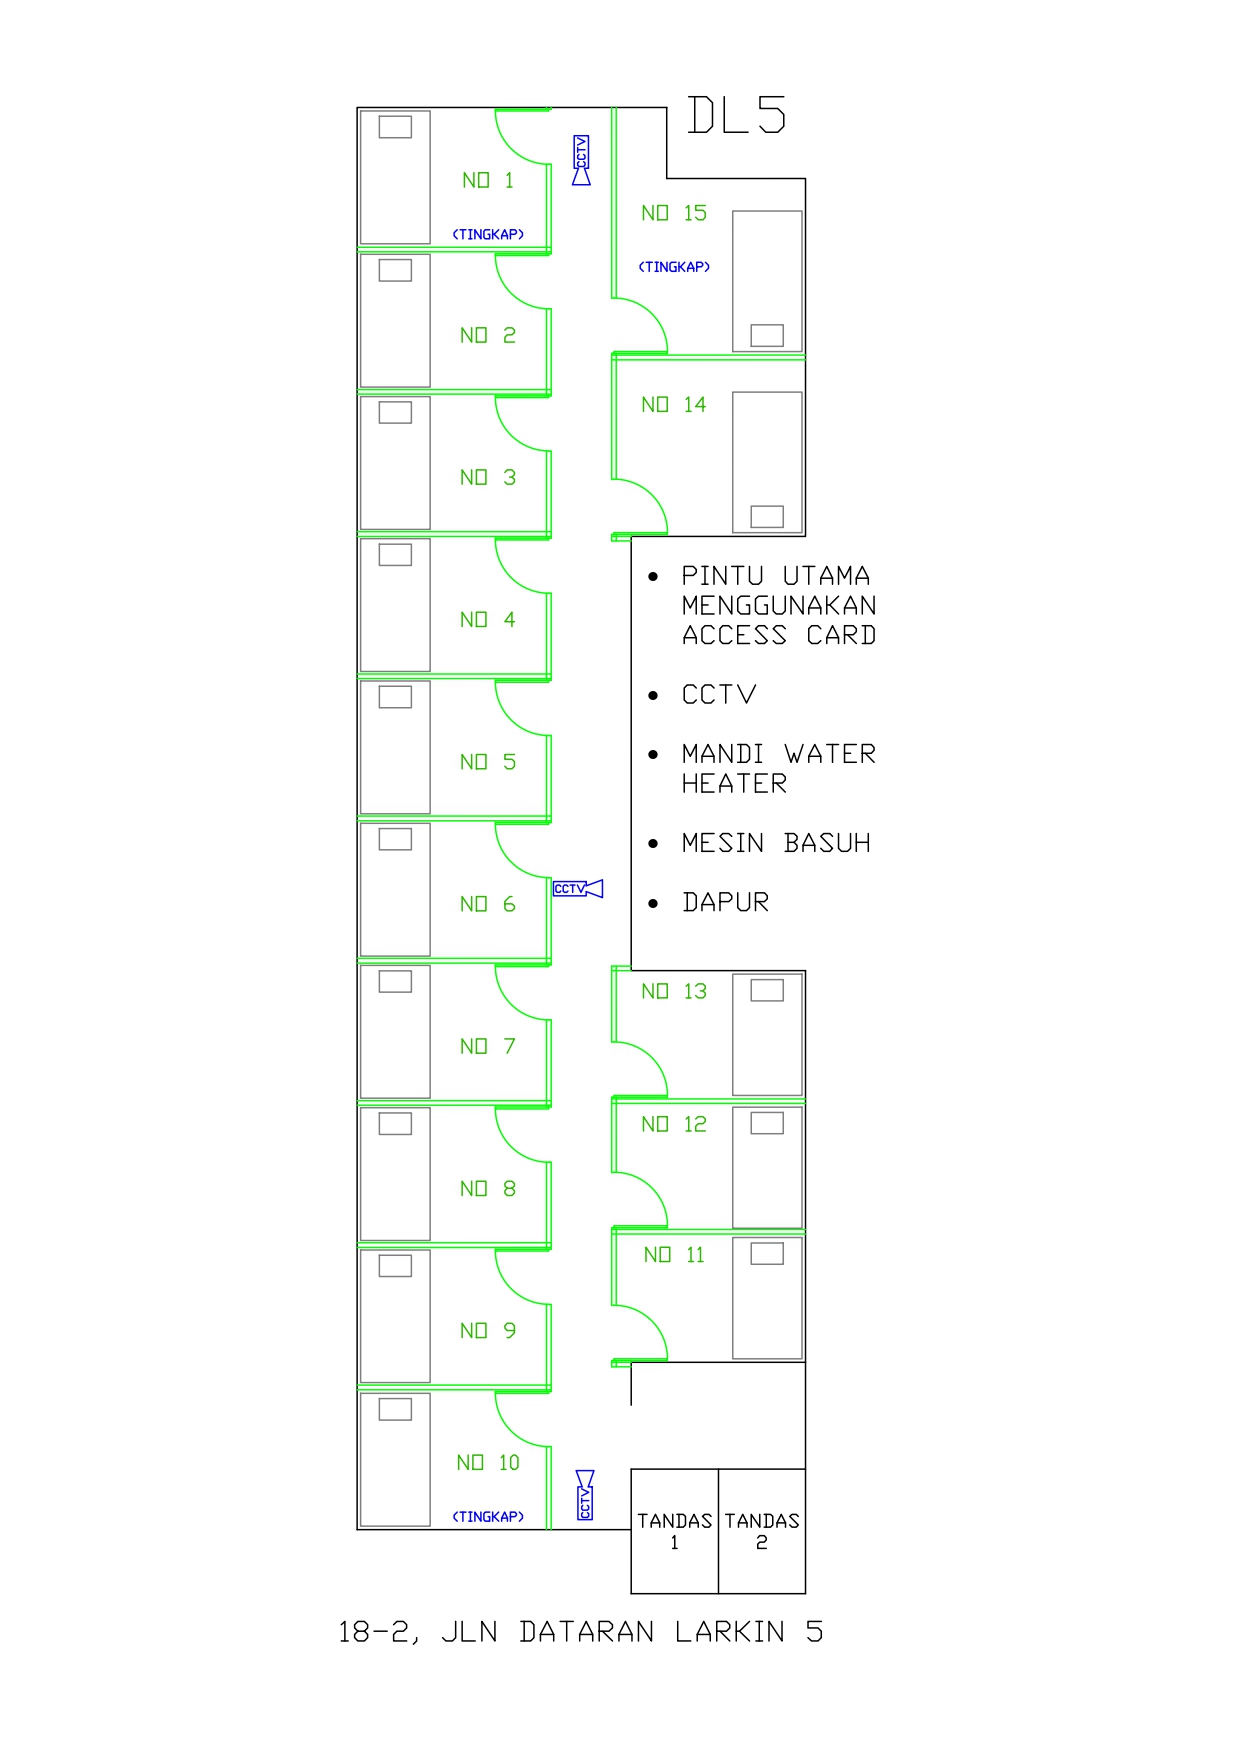 DL5
CCTV
NO 1
(TINGKAP)
NO 15
(TINGKAP)
NO 2
NO 14
NO 3
NO 4
• PINTU UTAMA
MENGGUNAKAN
ACCESS CARD
• CCTV
• MANDI WATER
HEATER
• MESIN BASUH
• DAPUR
NO 5
NO 6
CCTV
NO 7
NO 13
NO 8
NO 12
NO 9
NO 11
NO 10
(TINGKAP)
CCTV
TANDAS
1
TANDAS
2
18-2, JLN DATARAN LARKIN 5